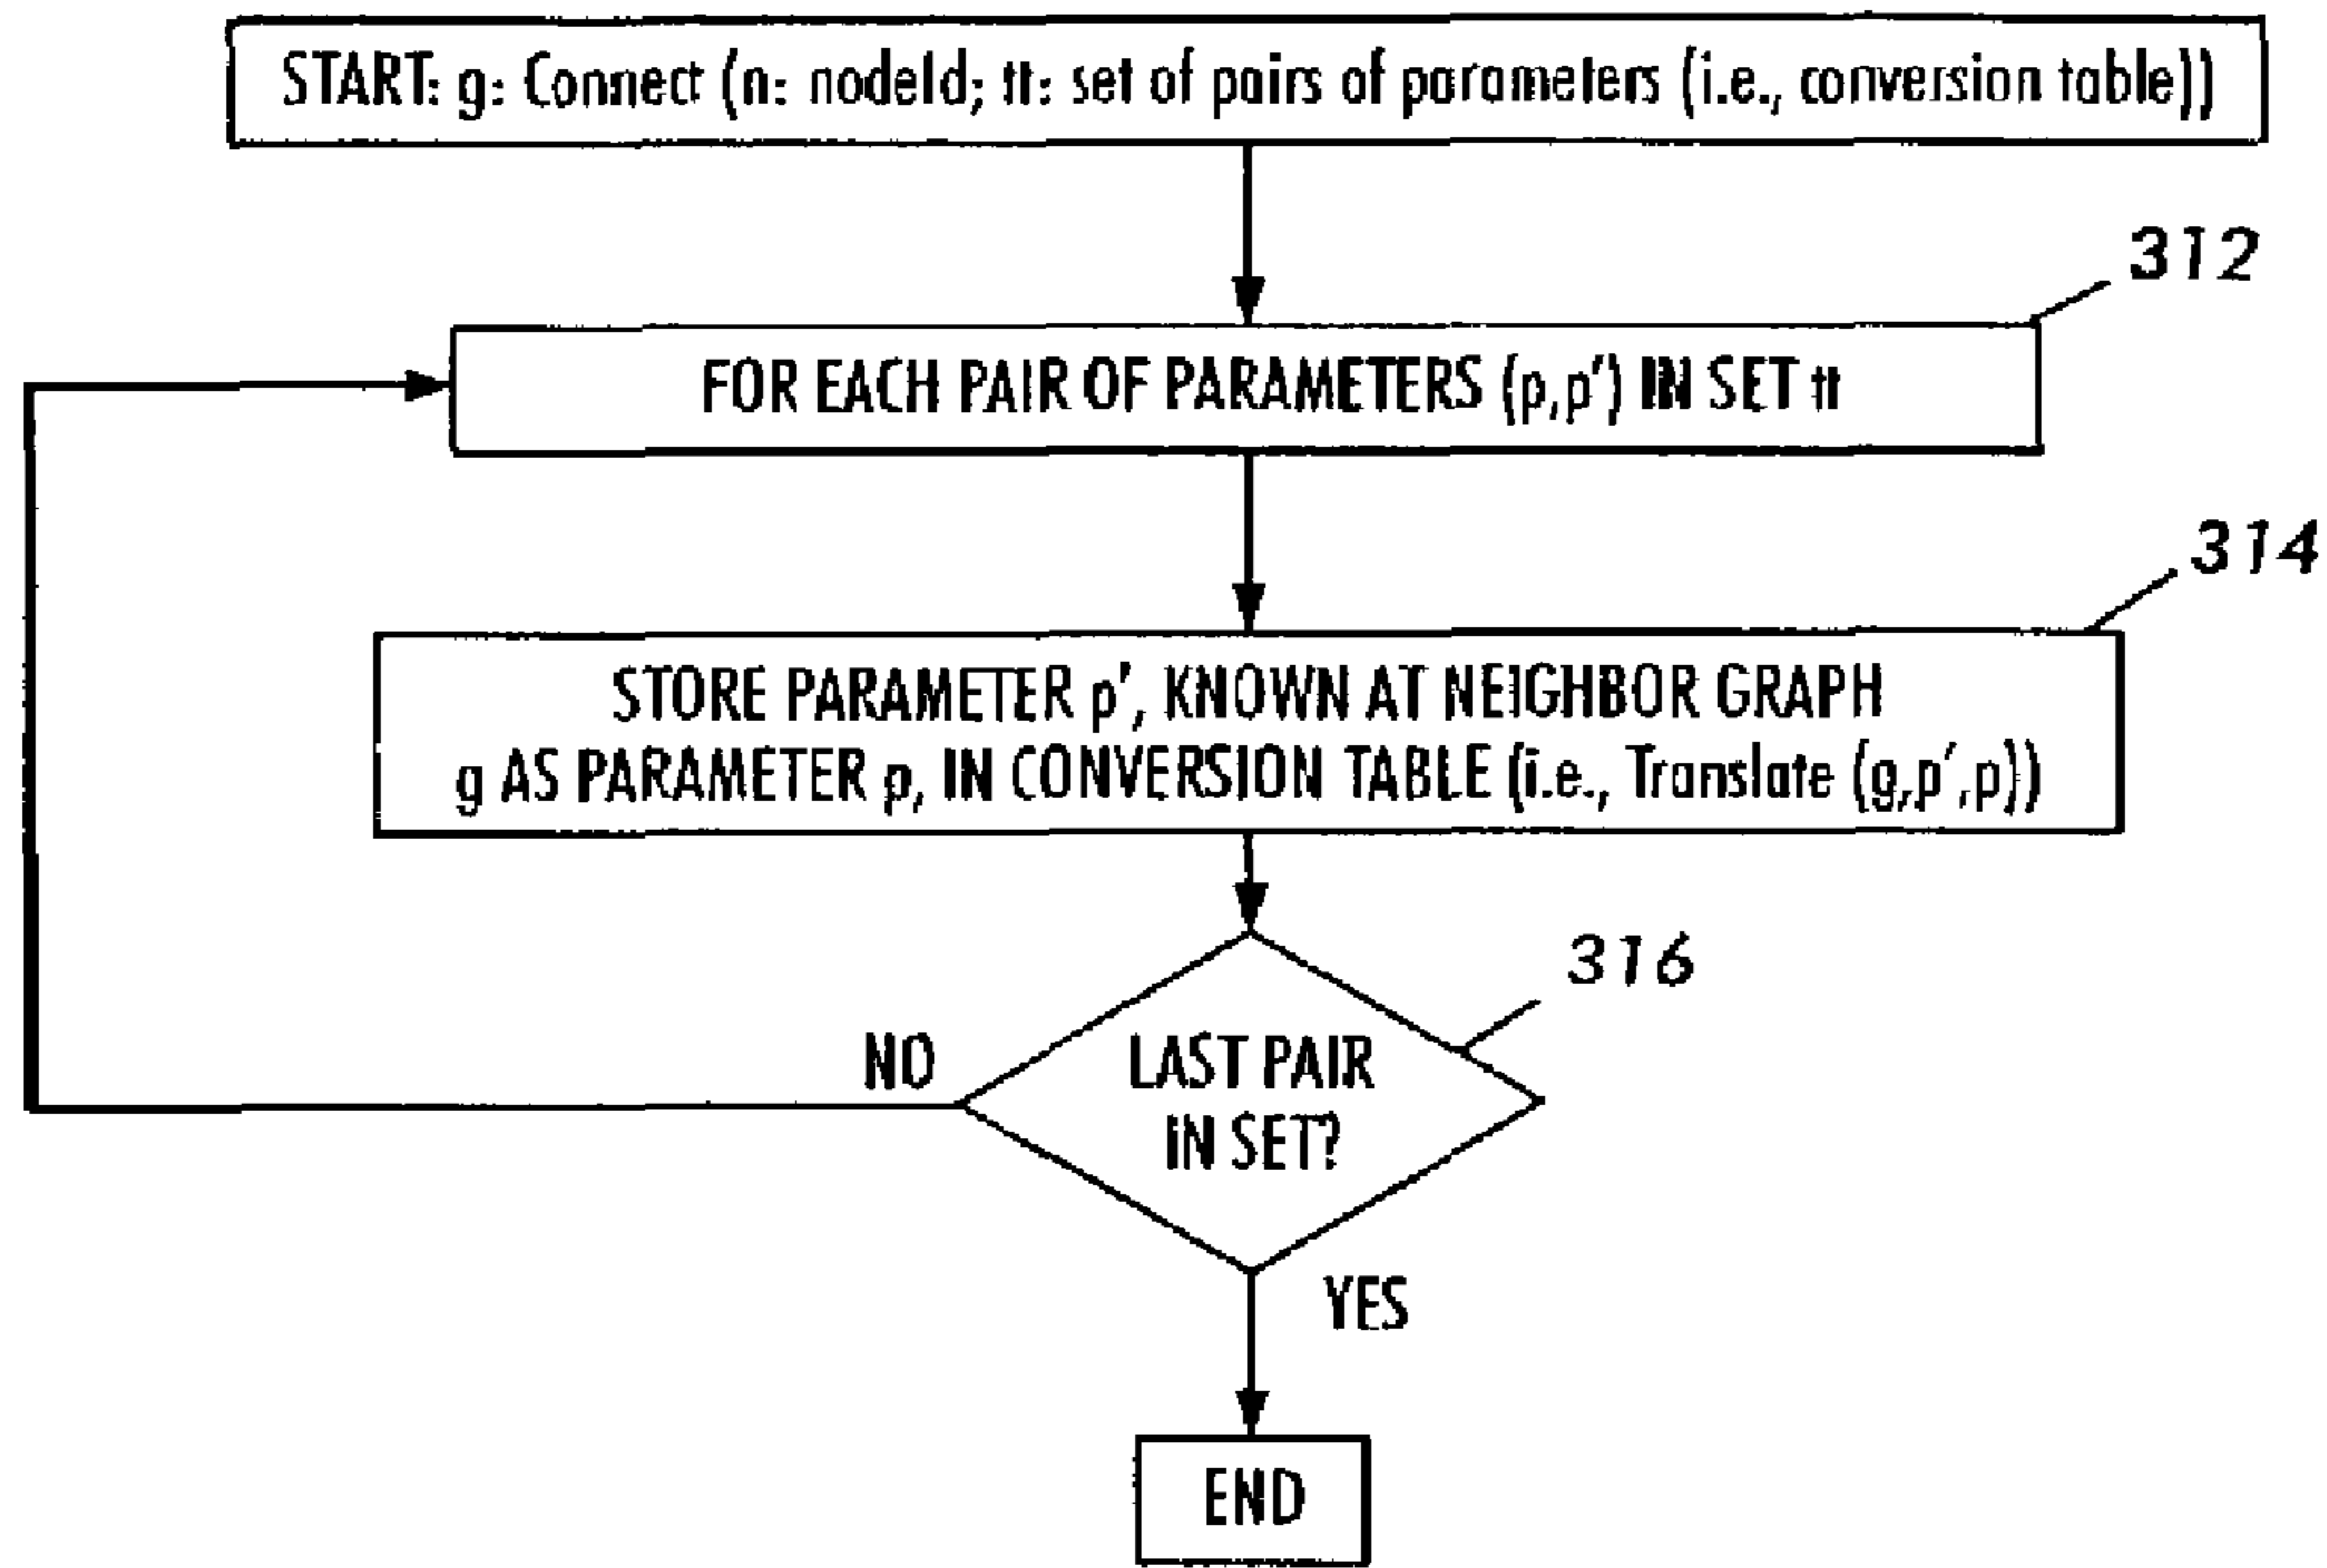 START: g: Connect (n: nodeId; π: set of pairs of parameters (i.e., conversion table))
312
FOR EACH PAIR OF PARAMETERS (p,p′) IN SET π
314
STORE PARAMETER p′, KNOWN AT NEIGHBOR GRAPH
g AS PARAMETER p, IN CONVERSION TABLE (i.e., Translate (g,p′,p))
316
NO
LAST PAIR
IN SET?
YES
END